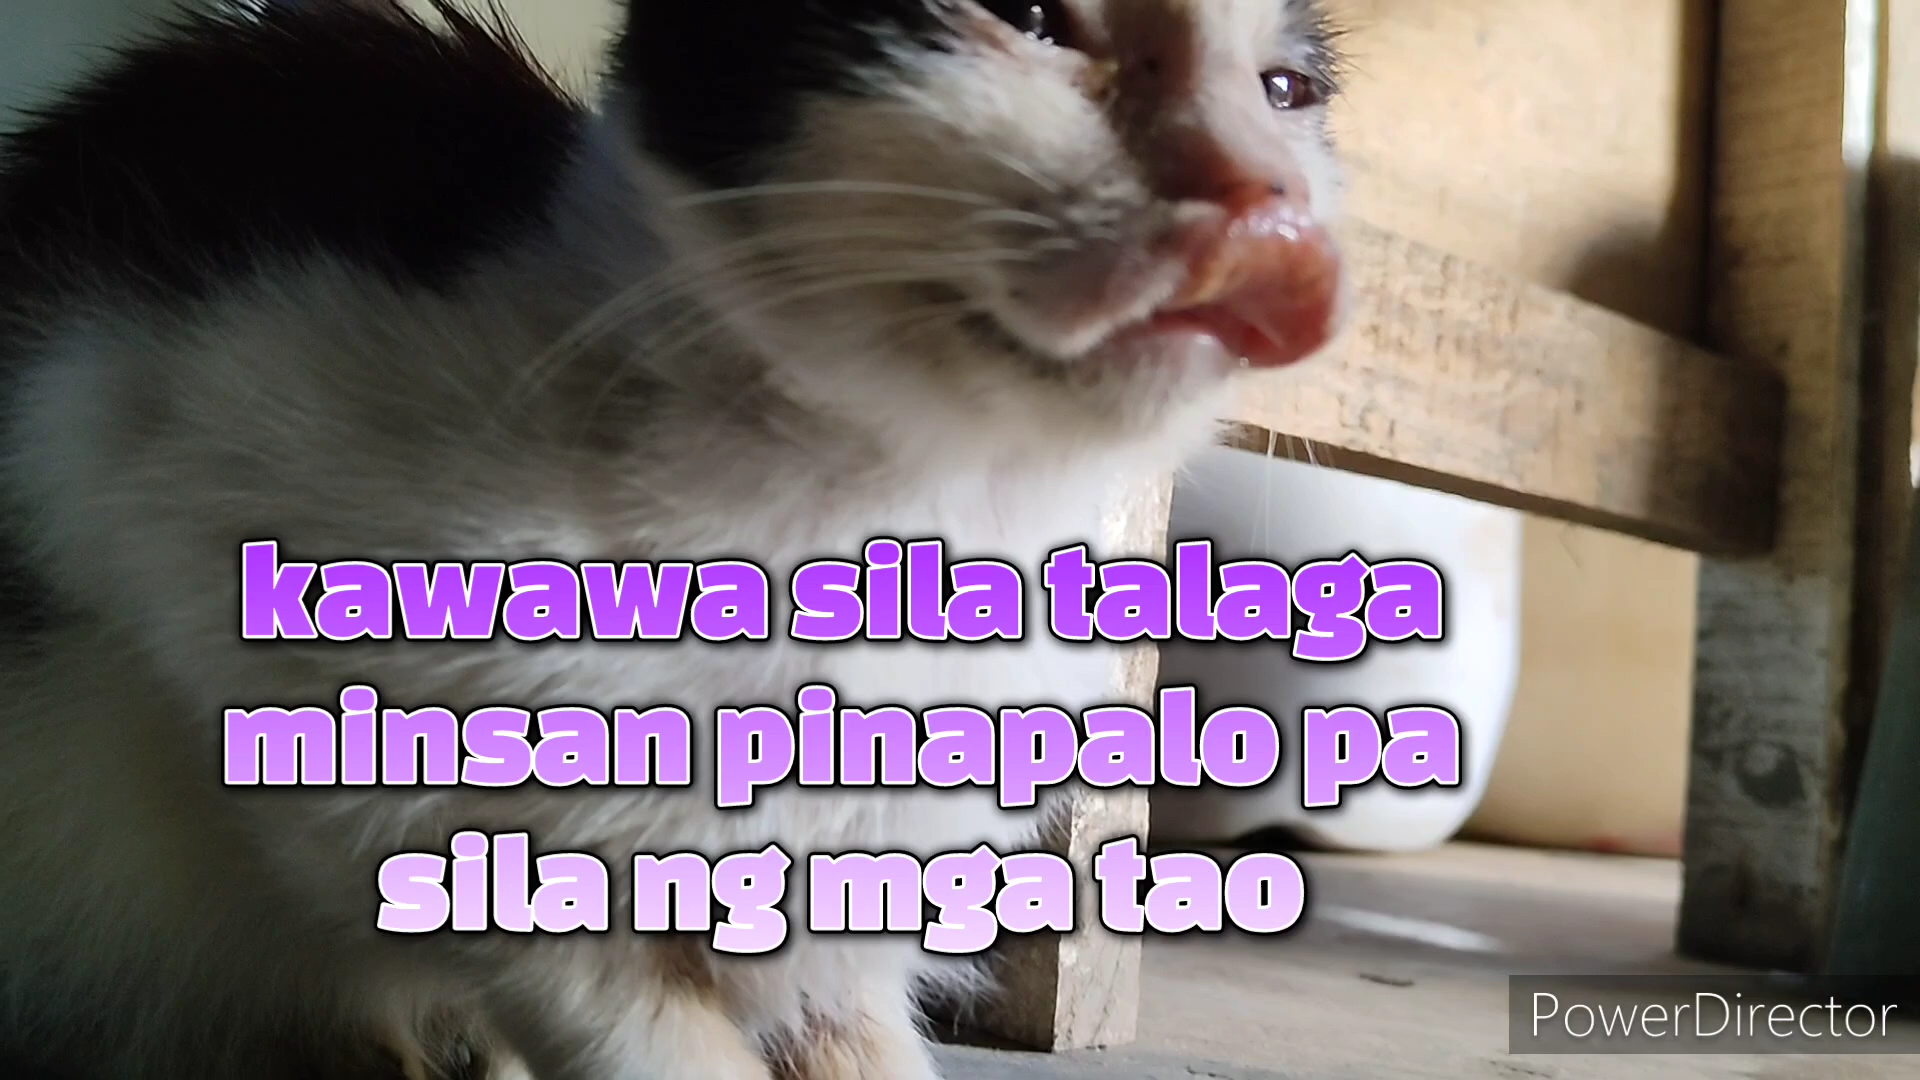 kawawa sila talaga
minsan pinapalo pa
sila ng mga tao
PowerDirector